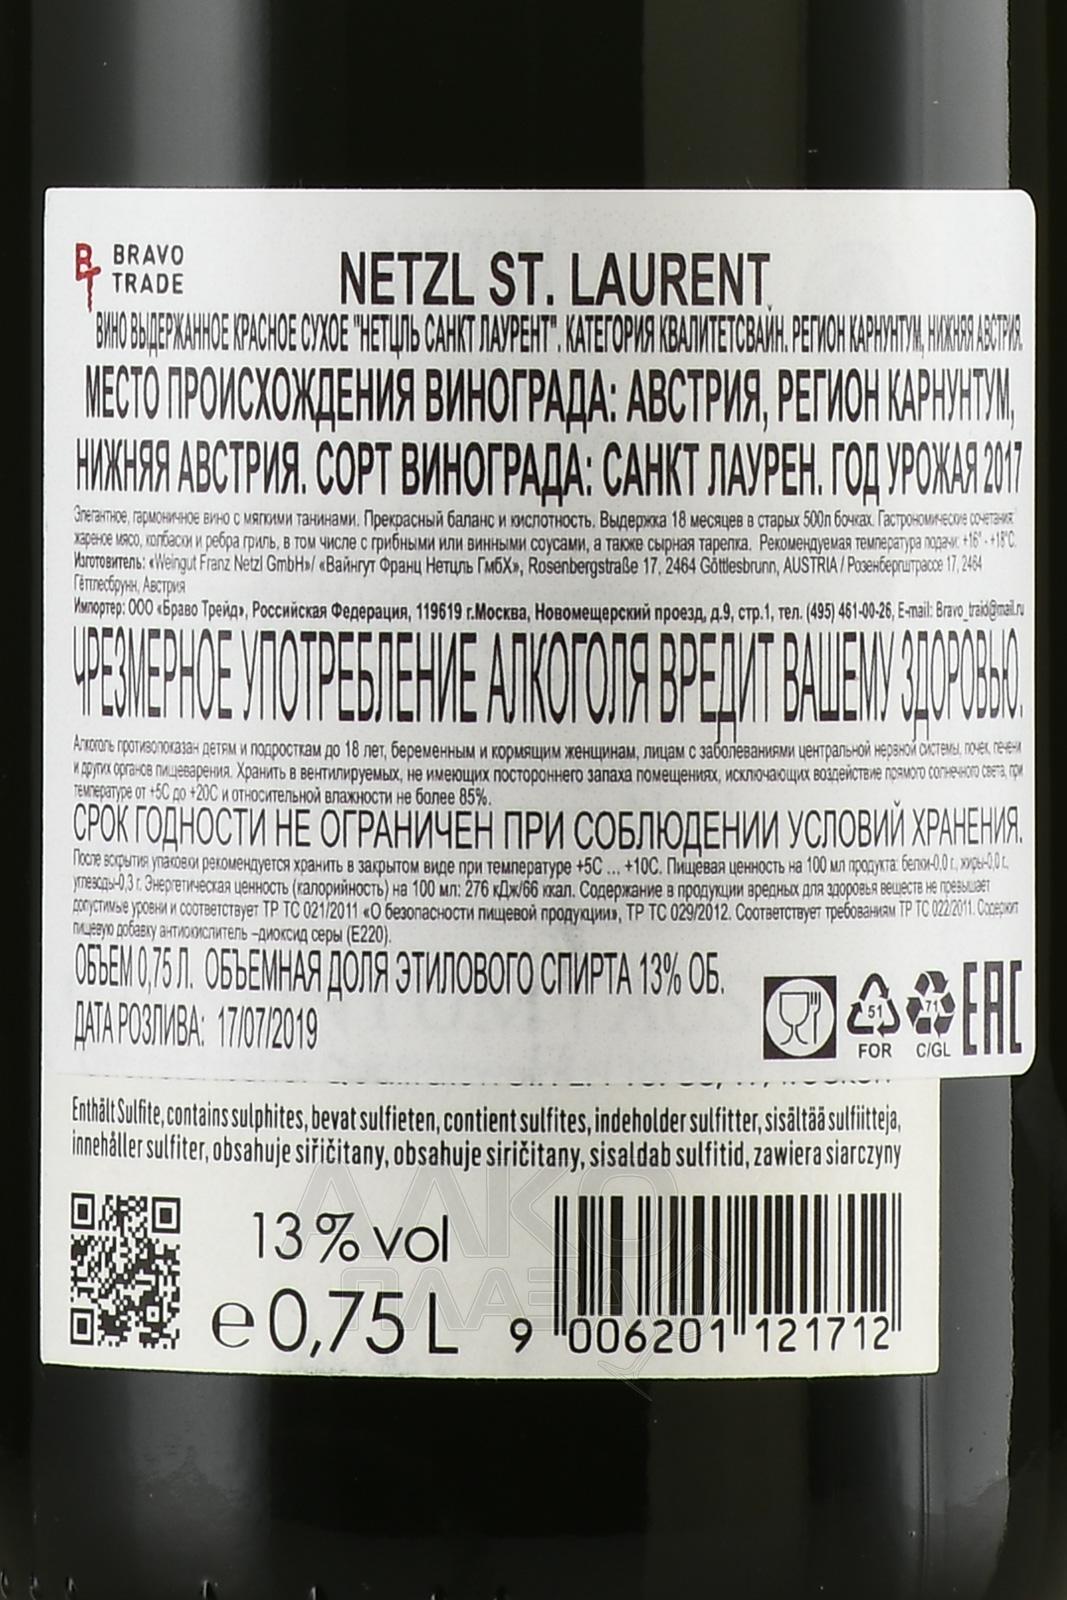 BRAVO
TRADE
NETZL ST. LAURENT
ВИНО ВЫДЕРЖАННОЕ КРАСНОЕ СУХОЕ "НЕТЦЛЬ САНКТ ЛАУРЕНТ". КАТЕГОРИЯ КВАЛИТЕТСВАЙН. РЕГИОН КАРНУНТУМ, НИЖНЯЯ АВСТРИЯ.
МЕСТО ПРОИСХОЖДЕНИЯ ВИНОГРАДА: АВСТРИЯ, РЕГИОН КАРНУНТУМ,
НИЖНЯЯ АВСТРИЯ. СОРТ ВИНОГРАДА: САНКТ ЛАУРЕН. ГОД УРОЖАЯ 2017
Элегантное, гармоничное вино с мягкими танинами. Прекрасный баланс и кислотность. Выдержка 18 месяцев в старых 500л бочках. Гастрономические сочетания:
жареное мясо, колбаски и ребра гриль, в том числе с грибными или винными соусами, а также сырная тарелка. Рекомендуемая температура подачи: +16° - +18°С.
Изготовитель: «Weingut Franz Netzl GmbH»/ «Вайнгут Франц Нетцль ГмбХ», Rosenbergstraße 17, 2464 Göttlesbrunn, AUSTRIA / Розенбергштрассе 17, 2464
Гёттлесбрунн, Австрия
Импортер: ООО «Браво Трейд», Российская Федерация, 119619 г.Москва, Новомещерский проезд, д.9, стр.1, тел. (495) 461-00-26, E-mail: Bravo_traid@mail.ru
ЧРЕЗМЕРНОЕ УПОТРЕБЛЕНИЕ АЛКОГОЛЯ ВРЕДИТ ВАШЕМУ ЗДОРОВЬЮ.
Алкоголь противопоказан детям и подросткам до 18 лет, беременным и кормящим женщинам, лицам с заболеваниями центральной нервной системы, почек, печени
и других органов пищеварения. Хранить в вентилируемых, не имеющих постороннего запаха помещениях, исключающих воздействие прямого солнечного света, при
температуре от +5С до +20С и относительной влажности не более 85%.
СРОК ГОДНОСТИ НЕ ОГРАНИЧЕН ПРИ СОБЛЮДЕНИИ УСЛОВИЙ ХРАНЕНИЯ.
После вскрытия упаковки рекомендуется хранить в закрытом виде при температуре +5С ... +10С. Пищевая ценность на 100 мл продукта: белки-0,0 г., жиры-0,0 г.,
углеводы-0,3 г. Энергетическая ценность (калорийность) на 100 мл: 276 кДж/66 ккал. Содержание в продукции вредных для здоровья веществ не превышает
допустимые уровни и соответствует ТР ТС 021/2011 «О безопасности пищевой продукции», ТР ТС 029/2012. Соответствует требованиям ТР ТС 022/2011. Содержит
пищевую добавку антиокислитель –диоксид серы (Е220).
ОБЪЕМ 0,75 Л. ОБЪЕМНАЯ ДОЛЯ ЭТИЛОВОГО СПИРТА 13% ОБ.
ДАТА РОЗЛИВА: 17/07/2019
51
FOR
71
C/GL
EAC
Enthält Sulfite, contains sulphites, bevat sulfieten, contient sulfites, indeholder sulfitter, sisältää sulfiitteja,
innehåller sulfiter, obsahuje siřičitany, obsahuje siričitany, sisaldab sulfitid, zawiera siarczyny
13% vol
e 0,75 L
9 006201 121712
АЛКО
ПЛАЗА